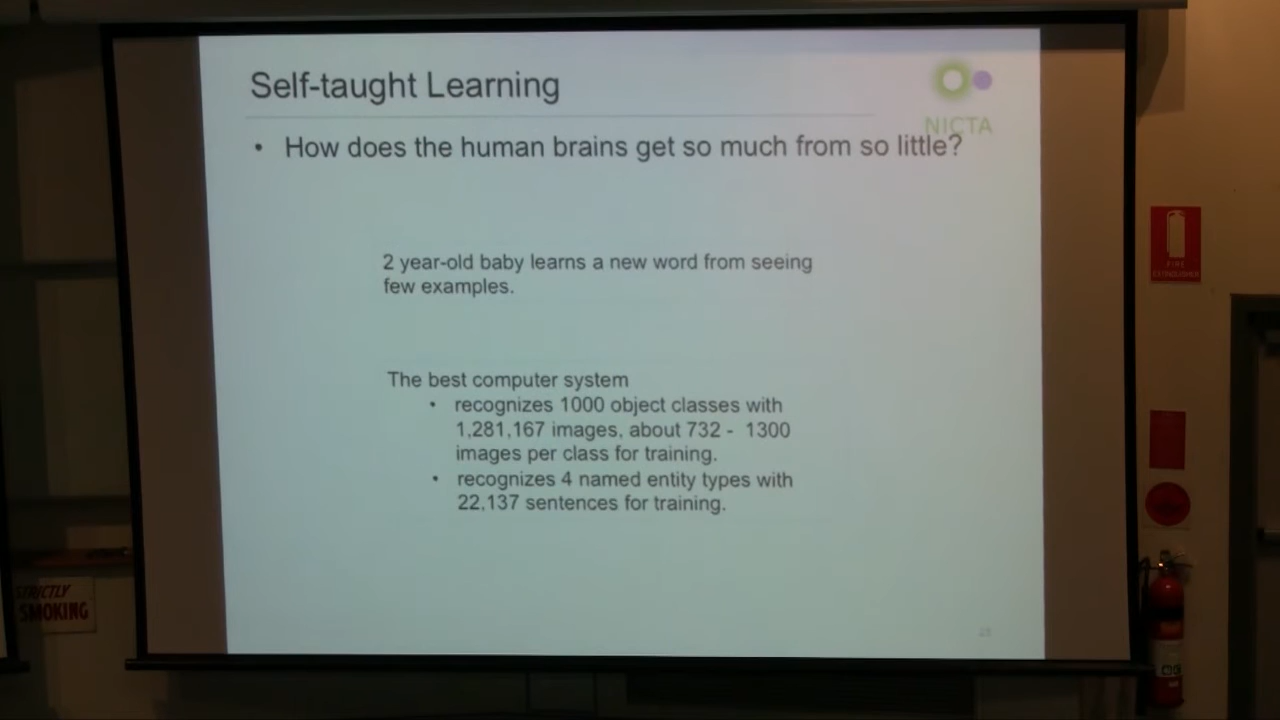 Self-taught Learning
NICTA
• How does the human brains get so much from so little?
2 year-old baby learns a new word from seeing
few examples.
The best computer system
• recognizes 1000 object classes with
1,281,167 images, about 732 - 1300
images per class for training.
• recognizes 4 named entity types with
22,137 sentences for training.
FIRE
EXTINGUISHER
STRICTLY
SMOKING